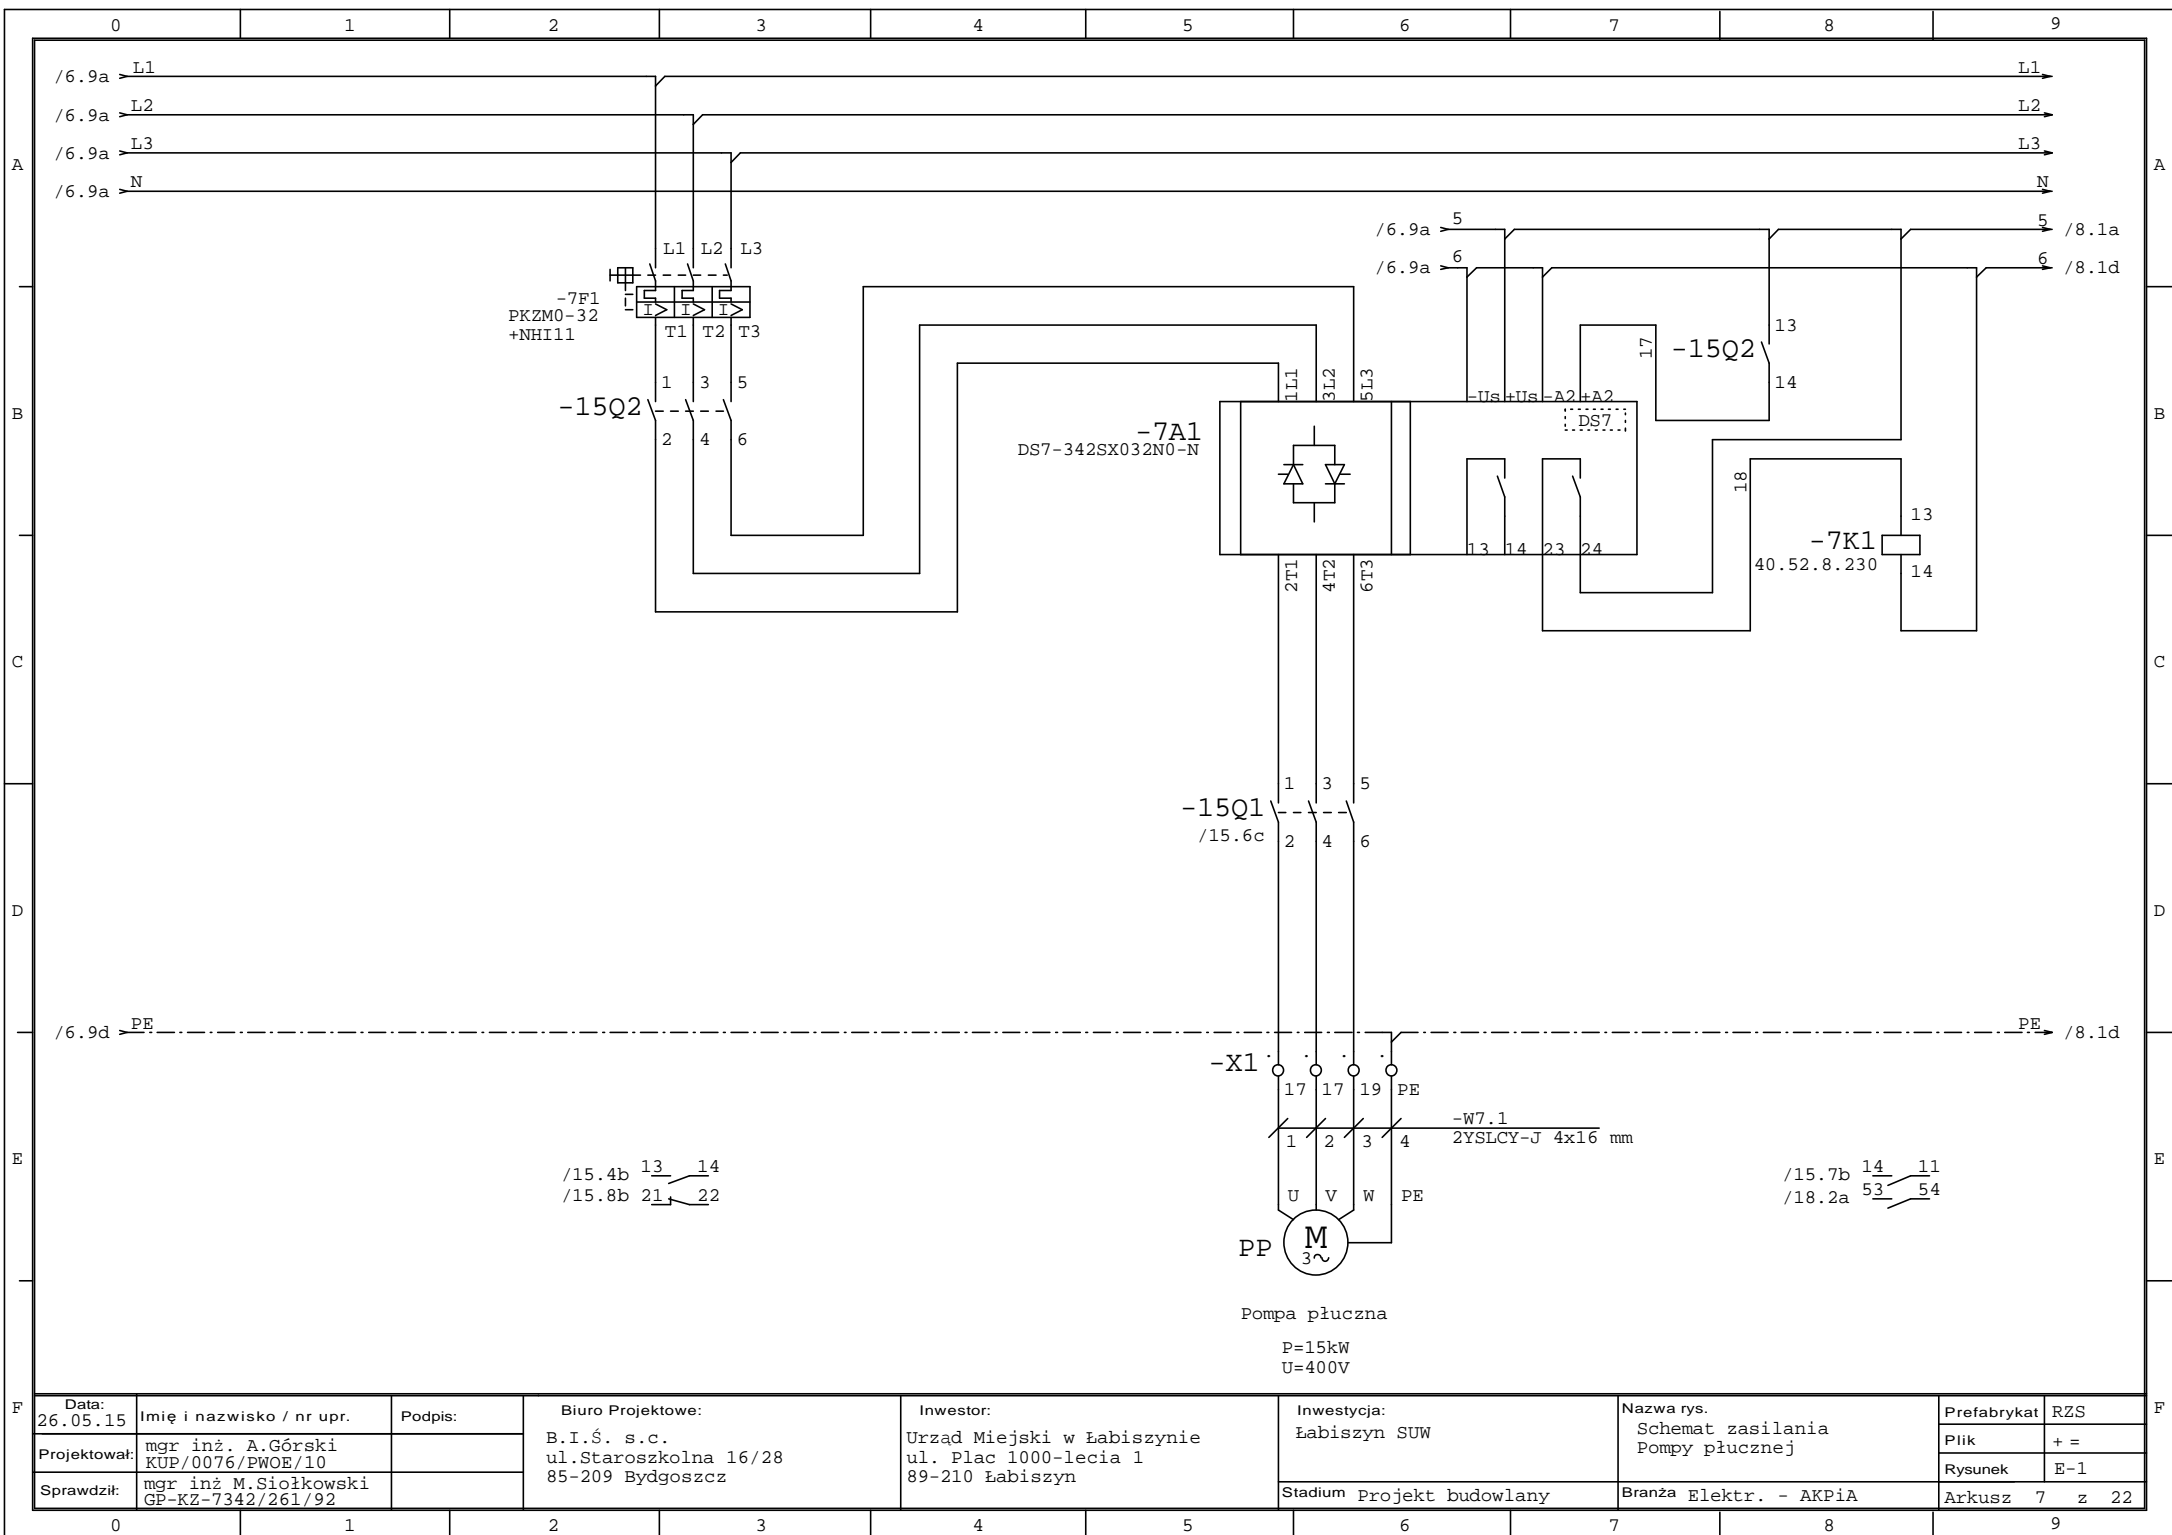 0 1 2 3 4 5 6 7 8 9
/6.9a L1 L1
/6.9a L2 L2
/6.9a L3 L3
A A
/6.9a N N
/6.9a 5 5 /8.1a
/6.9a 6 6 /8.1d
L1 L2 L3
-7F1
PKZM0-32
+NHI11
I> I> I>
T1 T2 T3
13
17 -15Q2
14
1 3 5
-15Q2
2 4 6
B B
1L1 3L2 5L3
-Us +Us -A2 +A2
DS7
-7A1
DS7-342SX032N0-N
18
13
-7K1
40.52.8.230
14
13 14 23 24
2T1 4T2 6T3
C C
1 3 5
-15Q1
/15.6c
2 4 6
D D
/6.9d PE PE /8.1d
-X1
17 17 19 PE
-W7.1
2YSLCY-J 4x16 mm
1 2 3 4
E E
/15.4b 13 14
/15.8b 21 22
/15.7b 14 11
/18.2a 53 54
U V W PE
PP M
3~
Pompa płuczna
P=15kW
U=400V
F F
Data:
26.05.15
Imię i nazwisko / nr upr.
Podpis:
Projektował:
mgr inż. A.Górski
KUP/0076/PWOE/10
Sprawdził:
mgr inż M.Siołkowski
GP-KZ-7342/261/92
Biuro Projektowe:
B.I.Ś. s.c.
ul.Staroszkolna 16/28
85-209 Bydgoszcz
Inwestor:
Urząd Miejski w Łabiszynie
ul. Plac 1000-lecia 1
89-210 Łabiszyn
Inwestycja:
Łabiszyn SUW
Stadium Projekt budowlany
Nazwa rys.
Schemat zasilania
Pompy płucznej
Branża Elektr. - AKPiA
Prefabrykat RZS
Plik + =
Rysunek E-1
Arkusz 7 z 22
0 1 2 3 4 5 6 7 8 9